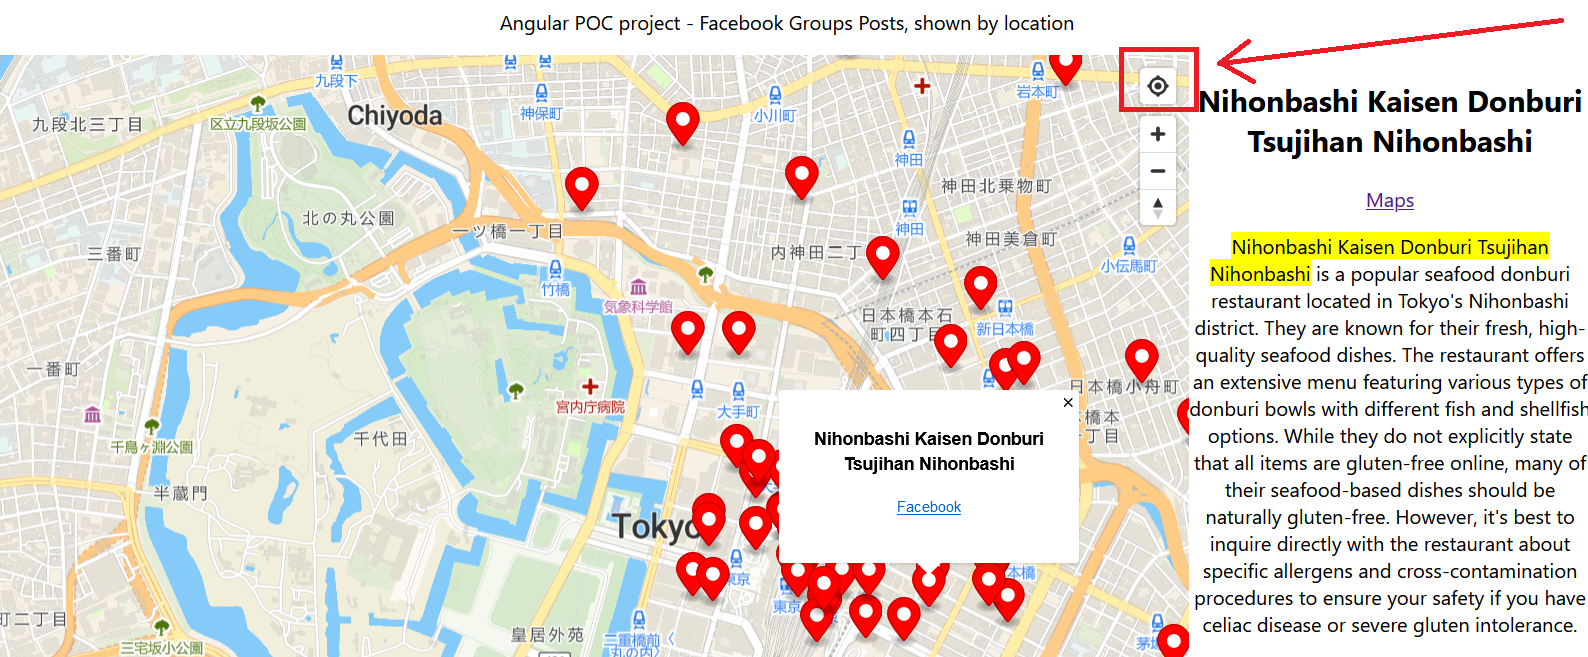 Angular POC project - Facebook Groups Posts, shown by location
九段下
神保町
小川町
岩本町
九段北三丁目
区立九段坂公園
Chiyoda
神田
神田北乗物町
北の丸公園
一ツ橋一丁目
神田
神田美倉町
三番町
内神田二丁
小伝馬町
竹橋
気象科学館
日本橋本石
町四丁目
新日本橋
一番町
宮内庁病院
大手町
日本橋小舟町
千鳥ヶ淵公園
千代田
橋本
丁目
半蔵門
Tokyo
東京
東京
本橋
町二丁目
三宅坂小公園
皇居外苑
二重橋前〈
丸の内〉
茅場
×
Nihonbashi Kaisen Donburi
Tsujihan Nihonbashi
Facebook
Nihonbashi Kaisen Donburi
Tsujihan Nihonbashi
Maps
Nihonbashi Kaisen Donburi Tsujihan
Nihonbashi is a popular seafood donburi
restaurant located in Tokyo's Nihonbashi
district. They are known for their fresh, high-
quality seafood dishes. The restaurant offers
an extensive menu featuring various types of
donburi bowls with different fish and shellfish
options. While they do not explicitly state
that all items are gluten-free online, many of
their seafood-based dishes should be
naturally gluten-free. However, it's best to
inquire directly with the restaurant about
specific allergens and cross-contamination
procedures to ensure your safety if you have
celiac disease or severe gluten intolerance.